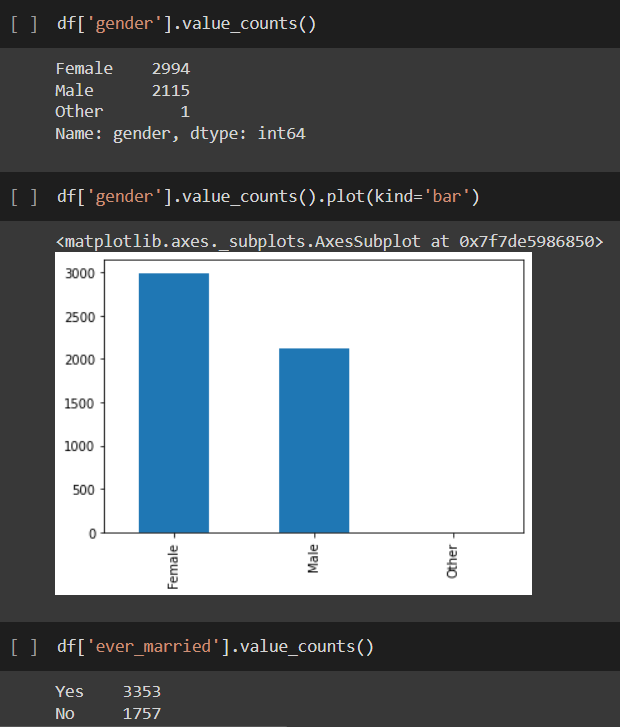 [ ] df['gender'].value_counts()
Female 2994
Male 2115
Other 1
Name: gender, dtype: int64
[ ] df['gender'].value_counts().plot(kind='bar')
<matplotlib.axes._subplots.AxesSubplot at 0x7f7de5986850>
3000
2500
2000
1500
1000
500
0
Female
Male
Other
[ ] df['ever_married'].value_counts()
Yes 3353
No 1757